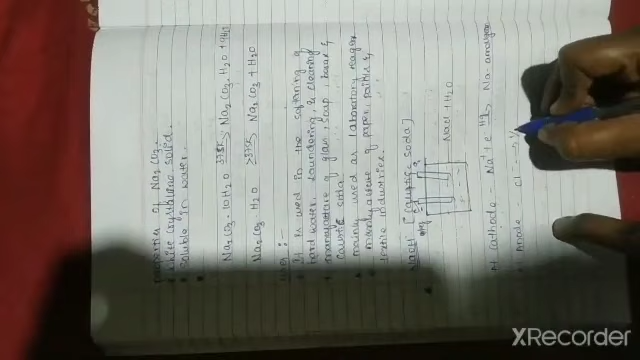 properties of Na2CO3.
white crystalline solid.
Soluble in water.
Na2CO3. 10H2O 375K> Na2CO3. H2O + 9H2O
Na2CO3. H2O >373K> Na2CO3 + H2O
Uses :-
It is used in the softening of
hard water, laundering, & cleaning
manufacture of glass, soap, borax &
caustic soda
mainly used as laboratory reagent
manufacture of paper, paints &
textile industries.
NaOH [caustic soda]
NaCl + H2O
At cathode - Na+ + e- Hg> Na-amalgam
Anode - Cl- →
XRecorder